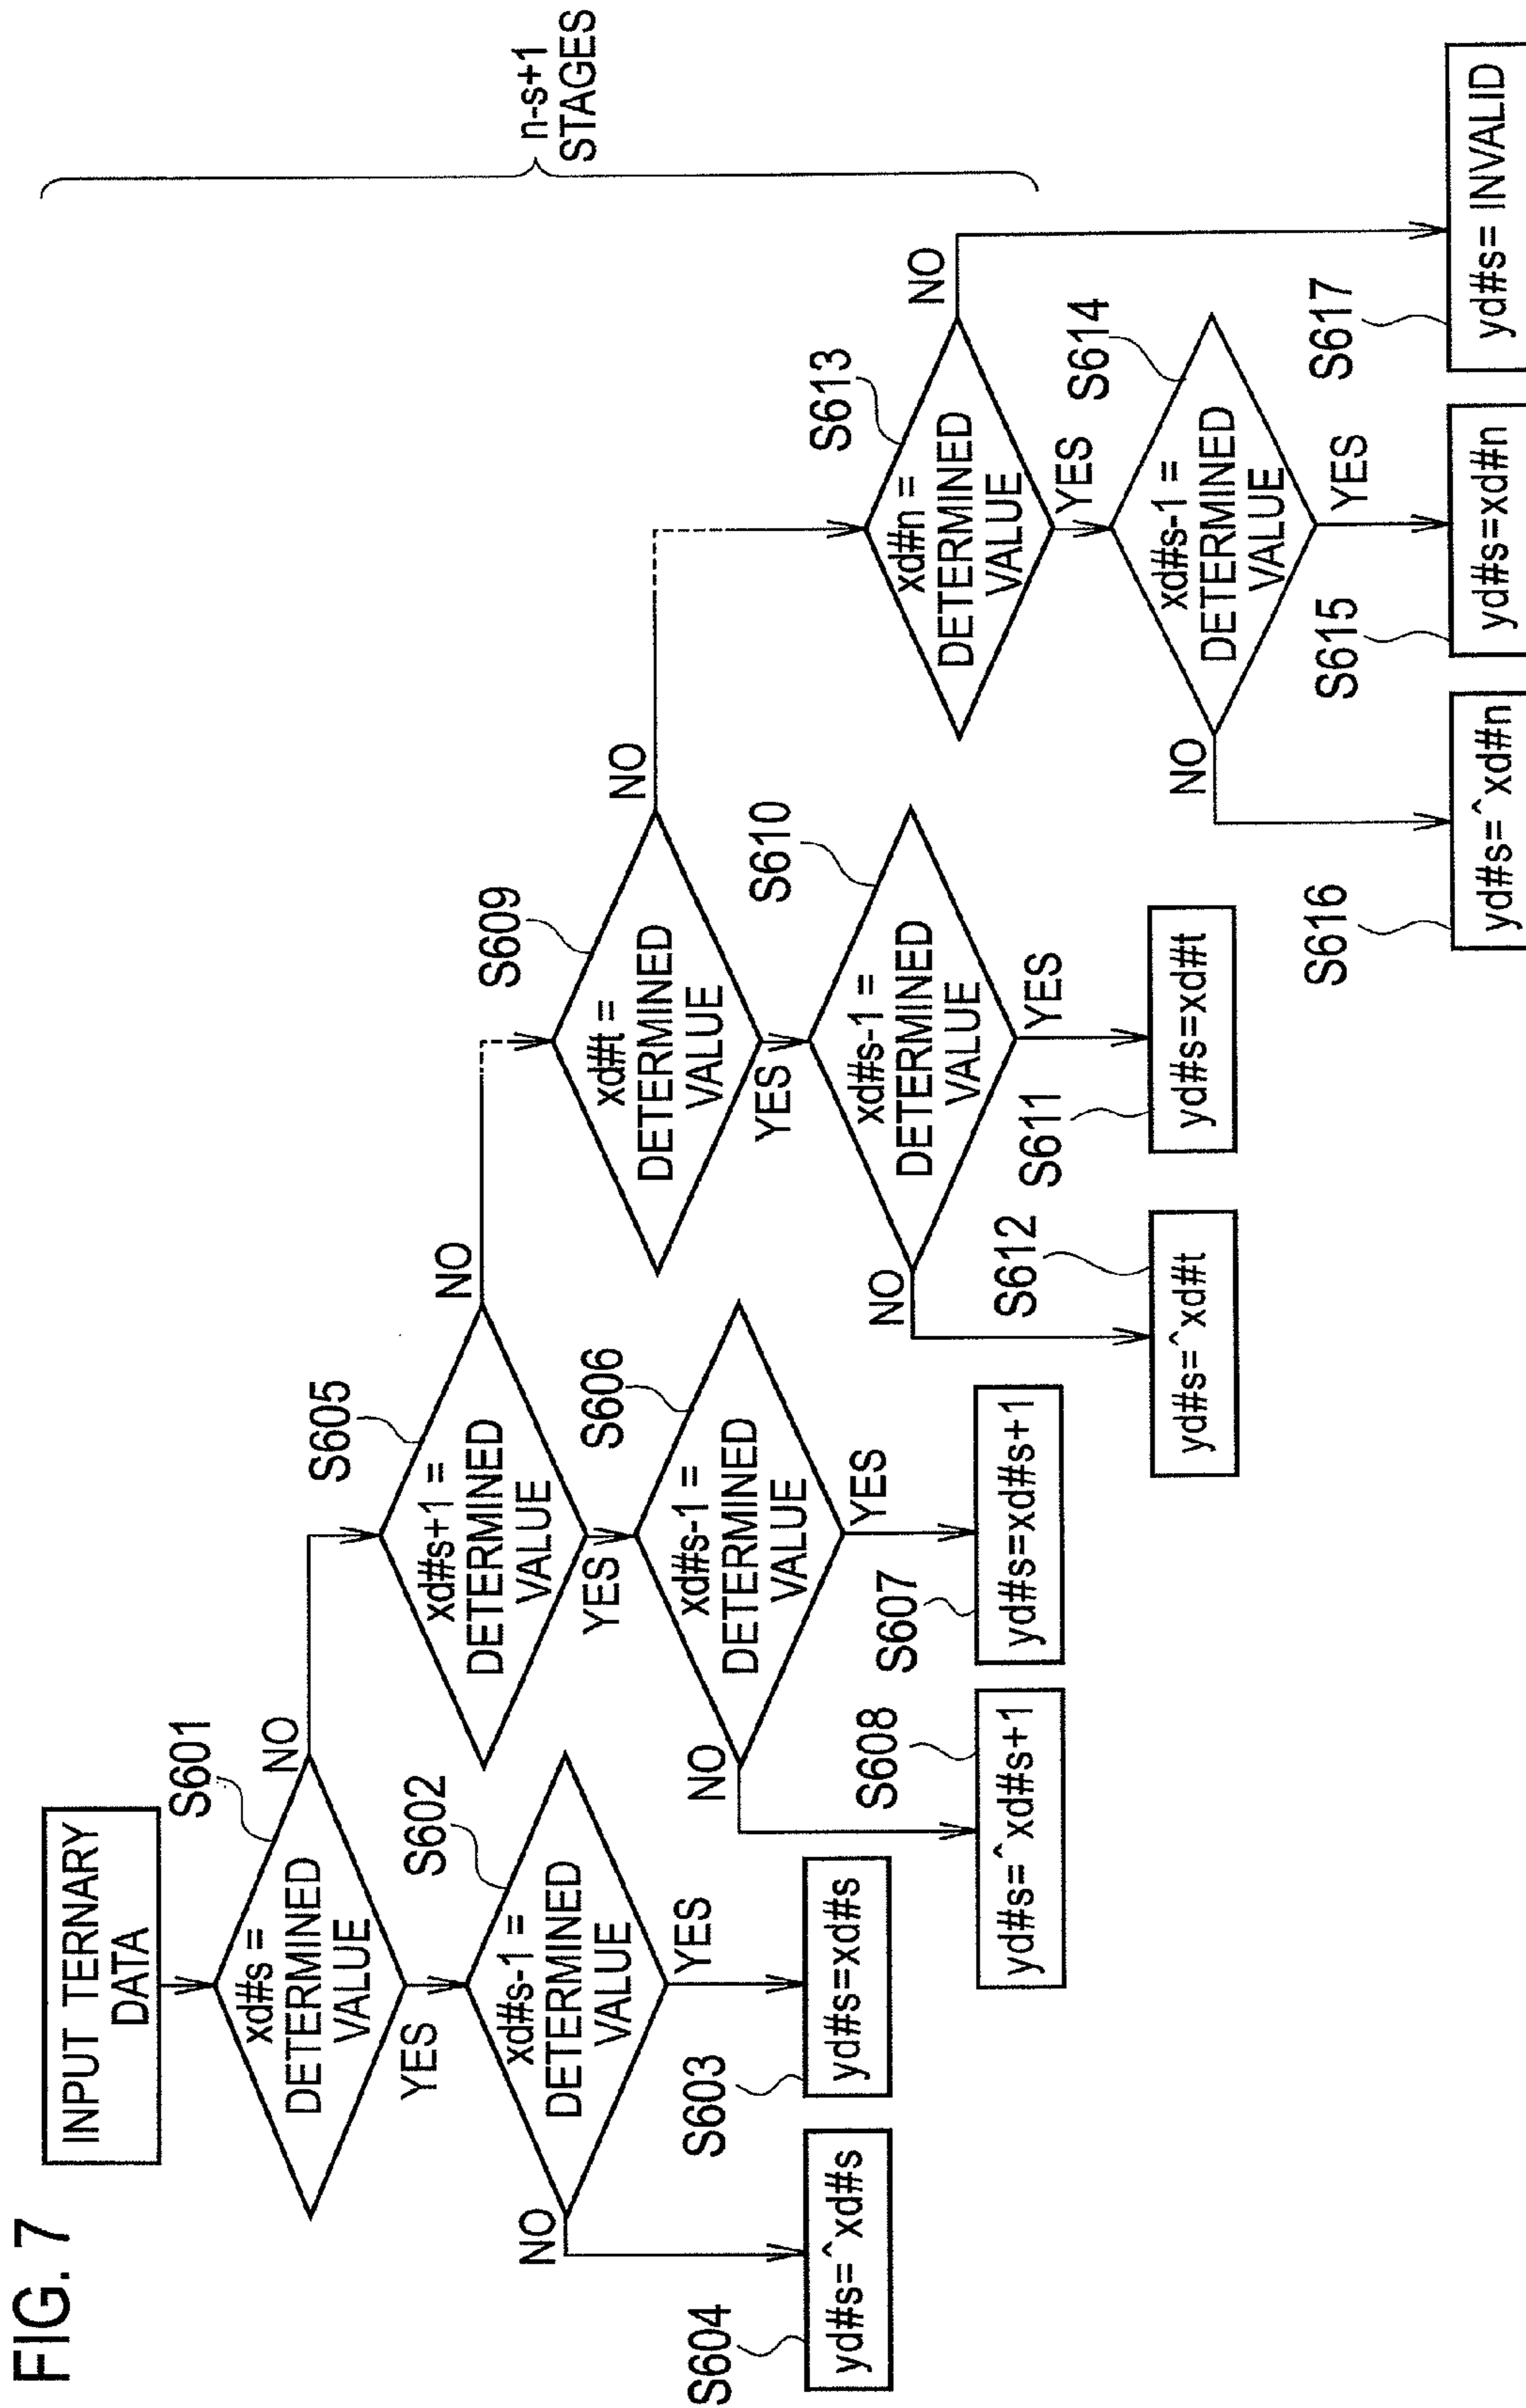 FIG. 7
INPUT TERNARY
DATA
S601
xd#s =
DETERMINED
VALUE
NO
YES
S602
xd#s-1 =
DETERMINED
VALUE
NO
YES
S603
yd#s=xd#s
S604
yd#s=^xd#s
S605
xd#s+1 =
DETERMINED
VALUE
NO
YES
S606
xd#s-1 =
DETERMINED
VALUE
NO
YES
S607
yd#s=xd#s+1
S608
yd#s=^xd#s+1
S609
xd#t =
DETERMINED
VALUE
NO
YES
S610
xd#s-1 =
DETERMINED
VALUE
NO
YES
S611
yd#s=xd#t
S612
yd#s=^xd#t
S613
xd#n =
DETERMINED
VALUE
NO
YES
S614
xd#s-1 =
DETERMINED
VALUE
NO
YES
S615
yd#s=xd#n
S616
yd#s=^xd#n
S617
yd#s= INVALID
n-s+1
STAGES